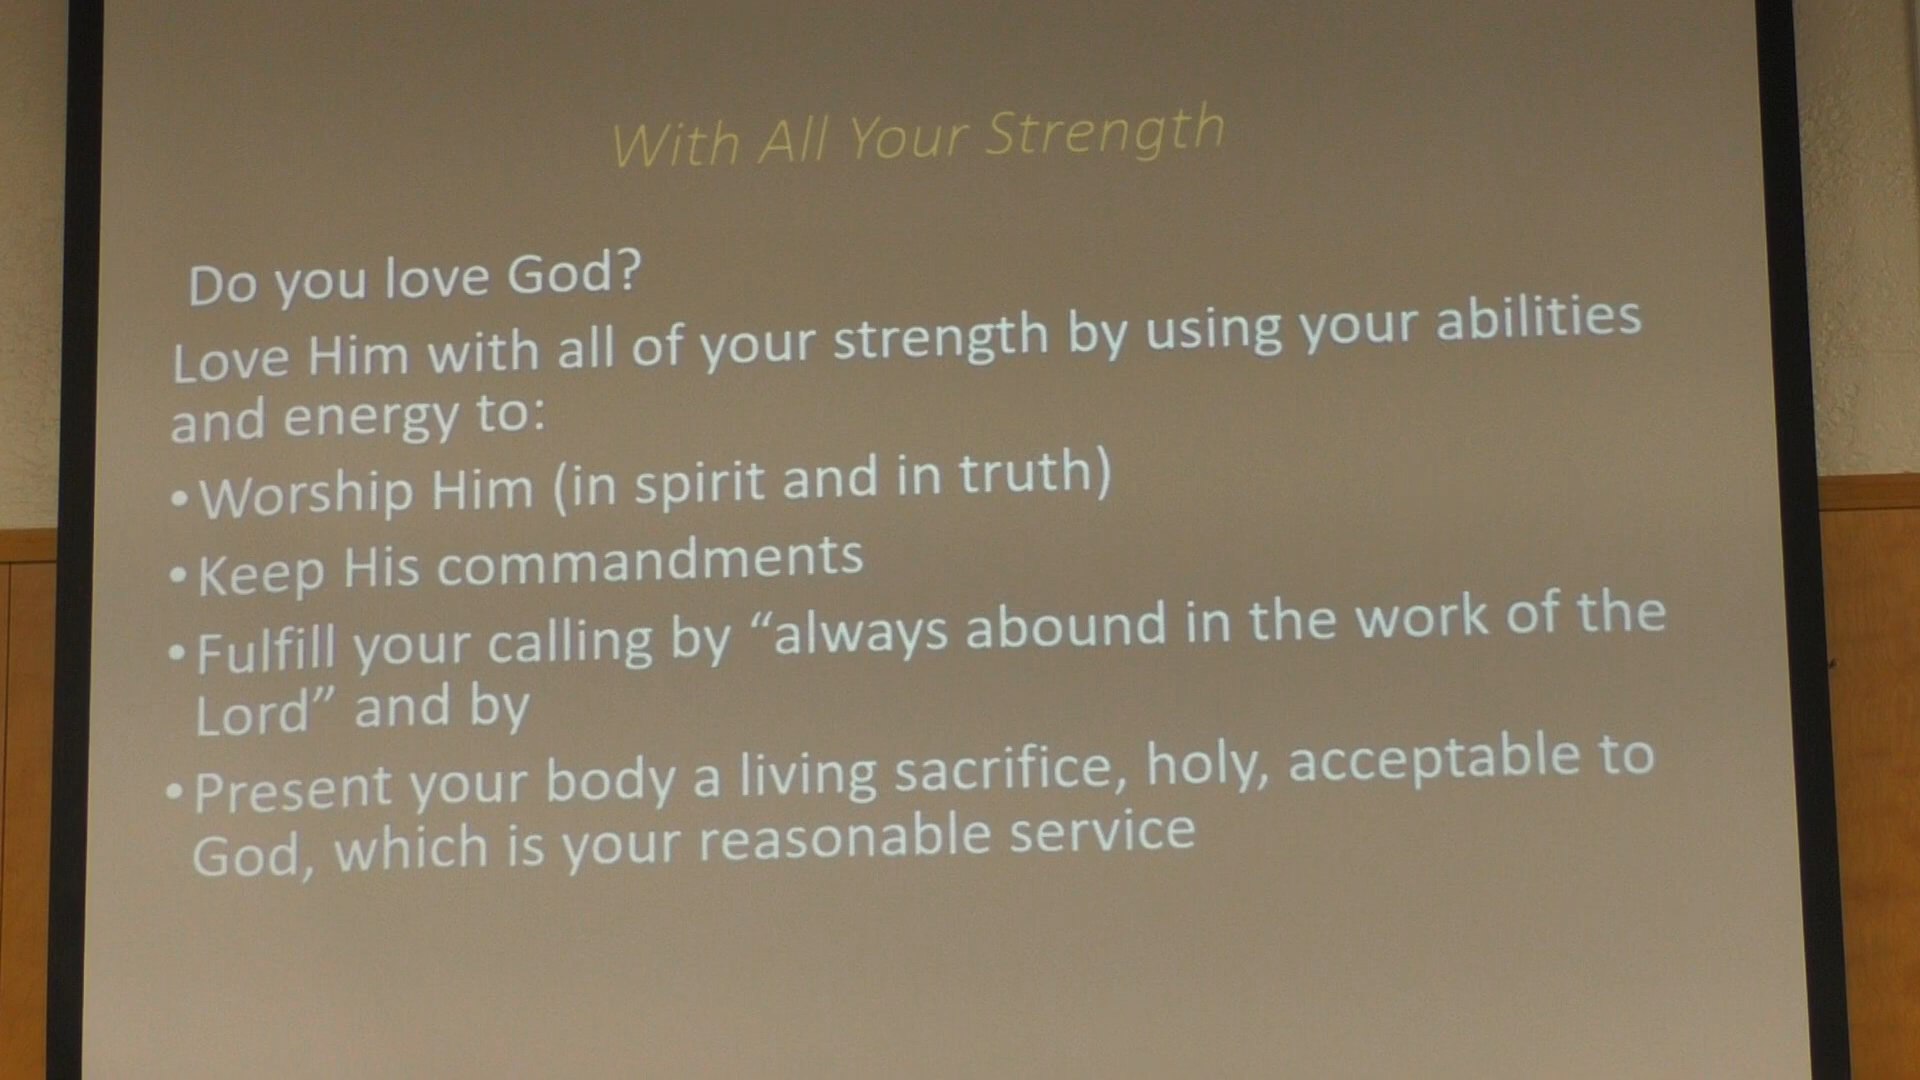 With All Your Strength
Do you love God?
Love Him with all of your strength by using your abilities
and energy to:
•Worship Him (in spirit and in truth)
•Keep His commandments
•Fulfill your calling by “always abound in the work of the
Lord” and by
•Present your body a living sacrifice, holy, acceptable to
God, which is your reasonable service